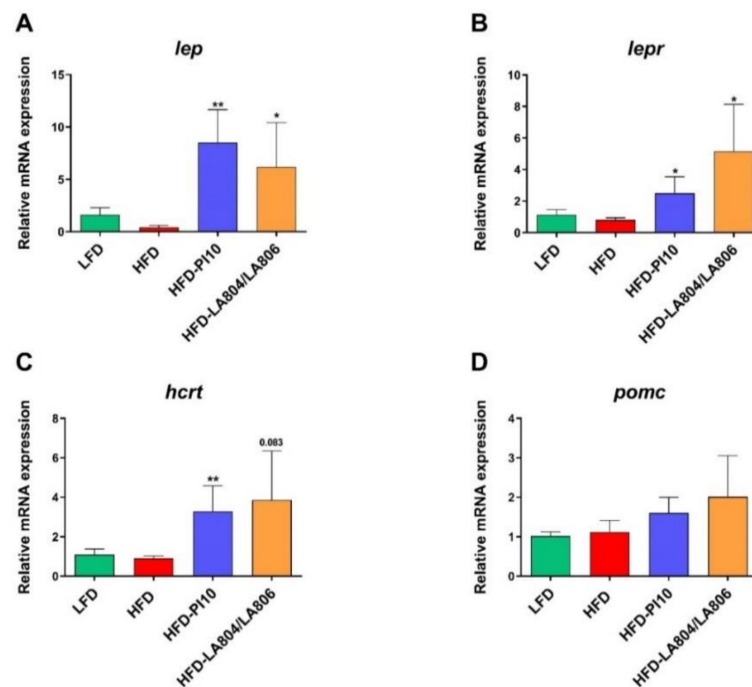 A
lep
Relative mRNA expression
15
10
5
0
**
*
LFD
HFD
HFD-PI10
HFD-LA804/LA806
B
lepr
Relative mRNA expression
10
8
6
4
2
0
*
*
LFD
HFD
HFD-PI10
HFD-LA804/LA806
C
hcrt
Relative mRNA expression
8
6
4
2
0
**
0.083
LFD
HFD
HFD-PI10
HFD-LA804/LA806
D
pomc
Relative mRNA expression
4
3
2
1
0
LFD
HFD
HFD-PI10
HFD-LA804/LA806